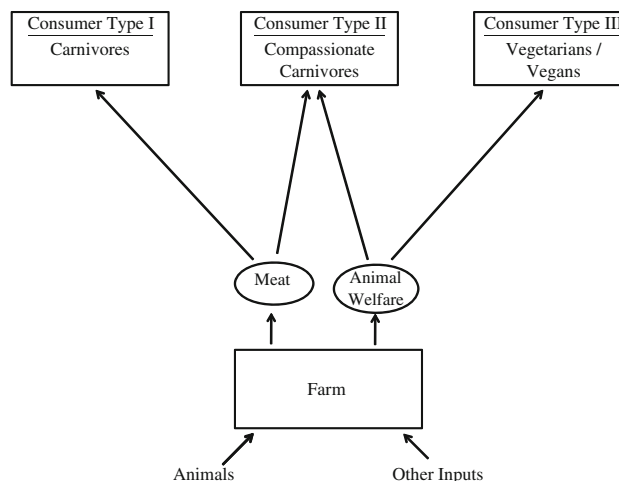 Consumer Type I
Carnivores
Consumer Type II
Compassionate
Carnivores
Consumer Type III
Vegetarians /
Vegans
Meat
Animal
Welfare
Farm
Animals
Other Inputs